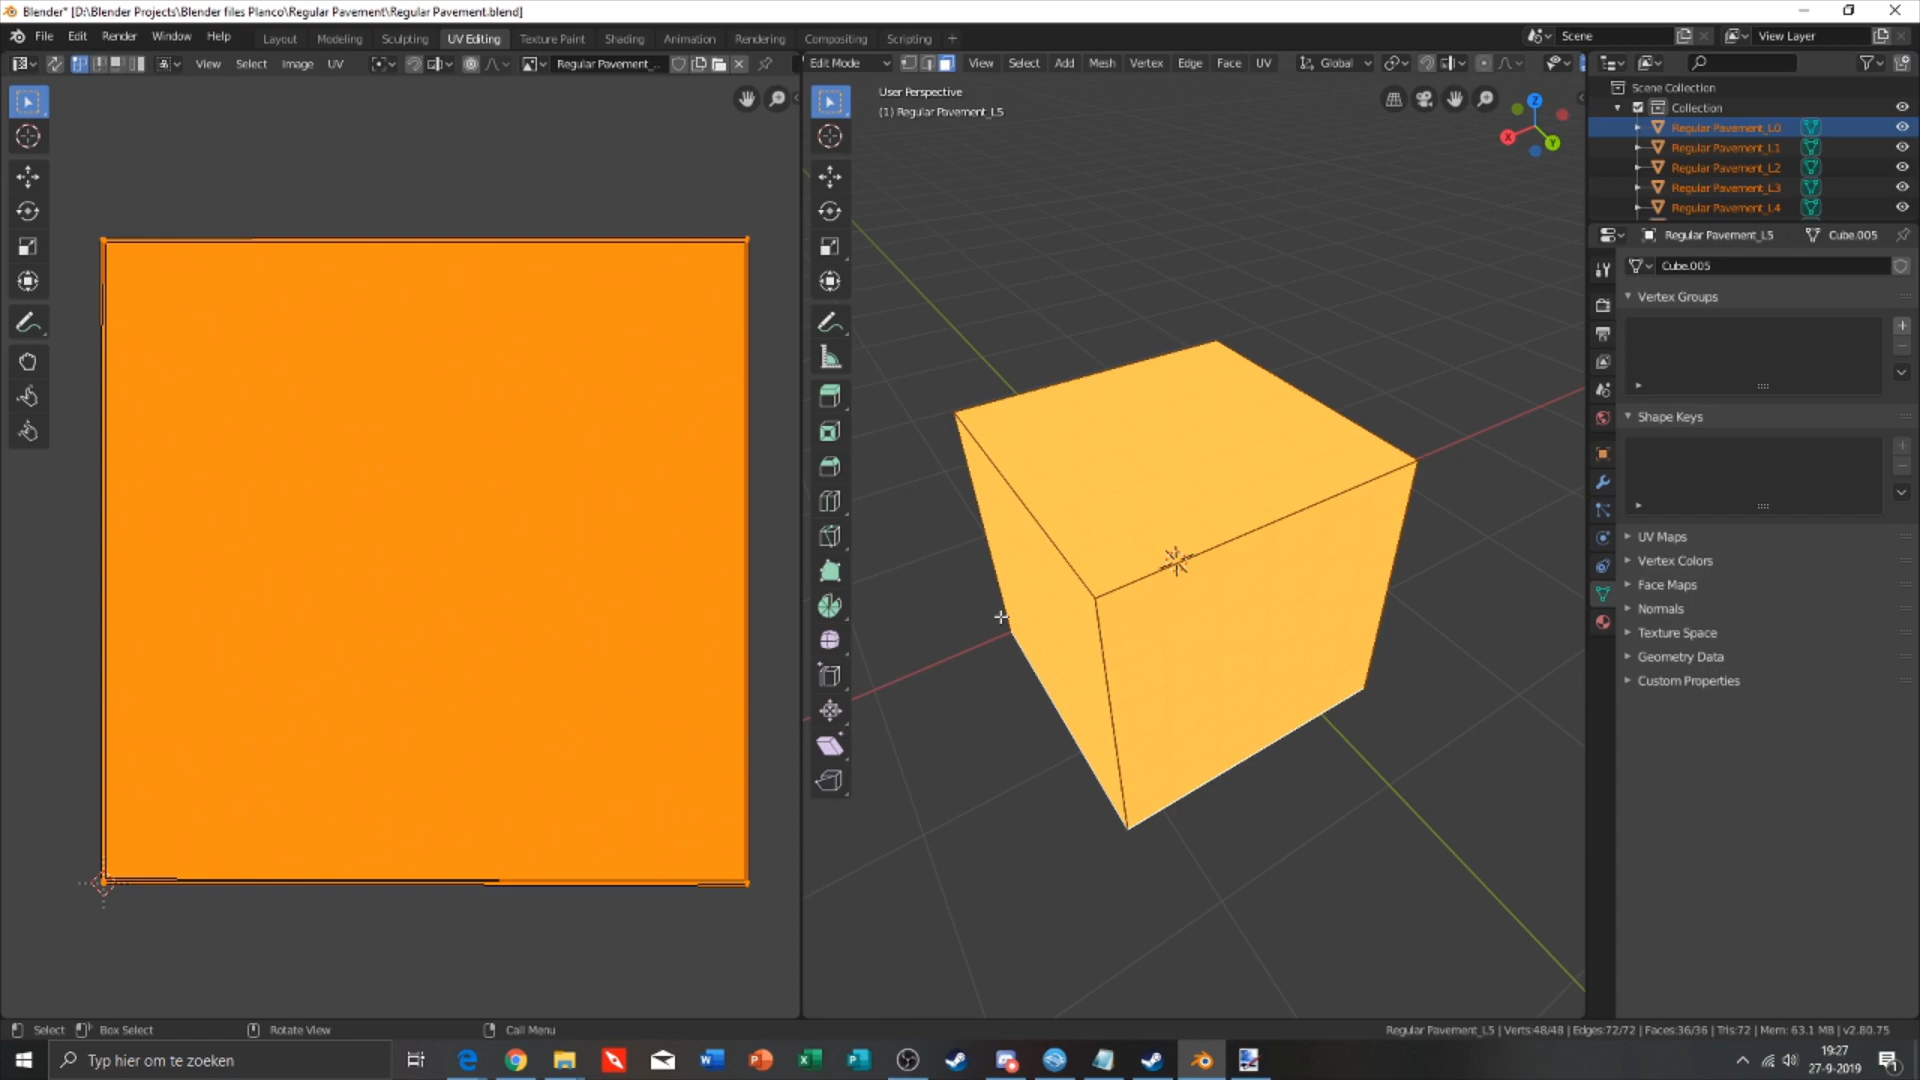 Blender* [D:\Blender Projects\Blender files Planco\Regular Pavement\Regular Pavement.blend]
File Edit Render Window Help Layout Modeling Sculpting UV Editing Texture Paint Shading Animation Rendering Compositing Scripting + Scene View Layer
View Select Image UV Regular Pavement_... Edit Mode View Select Add Mesh Vertex Edge Face UV Global
User Perspective
(1) Regular Pavement_L5
Z
X
Y
Scene Collection
Collection
Regular Pavement_L0
Regular Pavement_L1
Regular Pavement_L2
Regular Pavement_L3
Regular Pavement_L4
Regular Pavement_L5 Cube.005
Cube.005
Vertex Groups
Shape Keys
UV Maps
Vertex Colors
Face Maps
Normals
Texture Space
Geometry Data
Custom Properties
Select Box Select Rotate View Call Menu Regular Pavement_L5 | Verts:48/48 | Edges:72/72 | Faces:36/36 | Tris:72 | Mem: 63.1 MB | v2.80.75
Typ hier om te zoeken
19:27
27-9-2019
1